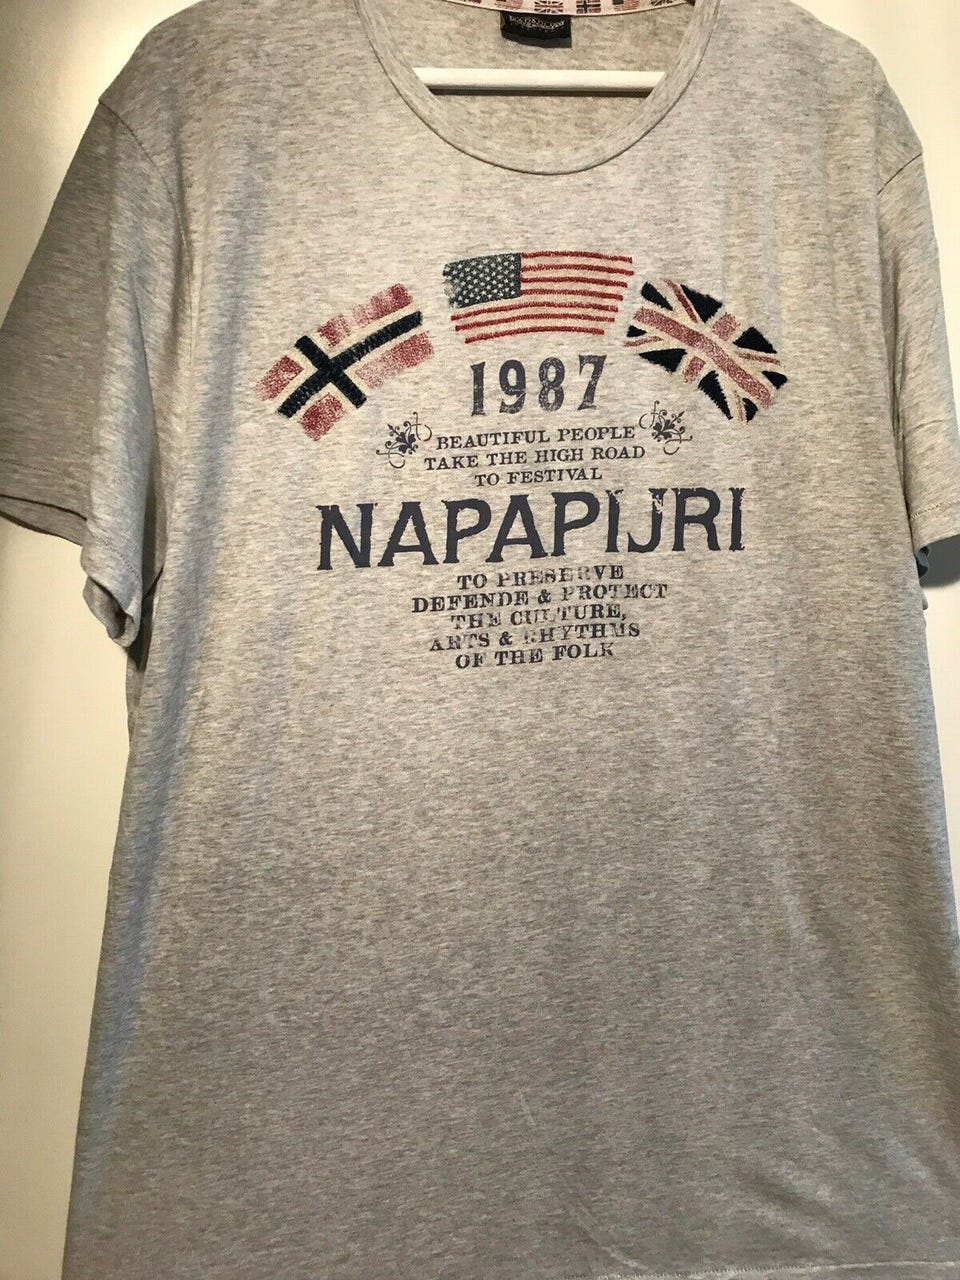 1987
BEAUTIFUL PEOPLE
TAKE THE HIGH ROAD
TO FESTIVAL
NAPAPIJRI
TO PRESERVE
DEFENDE & PROTECT
THE CULTURE,
ARTS & RHYTHMS
OF THE FOLK